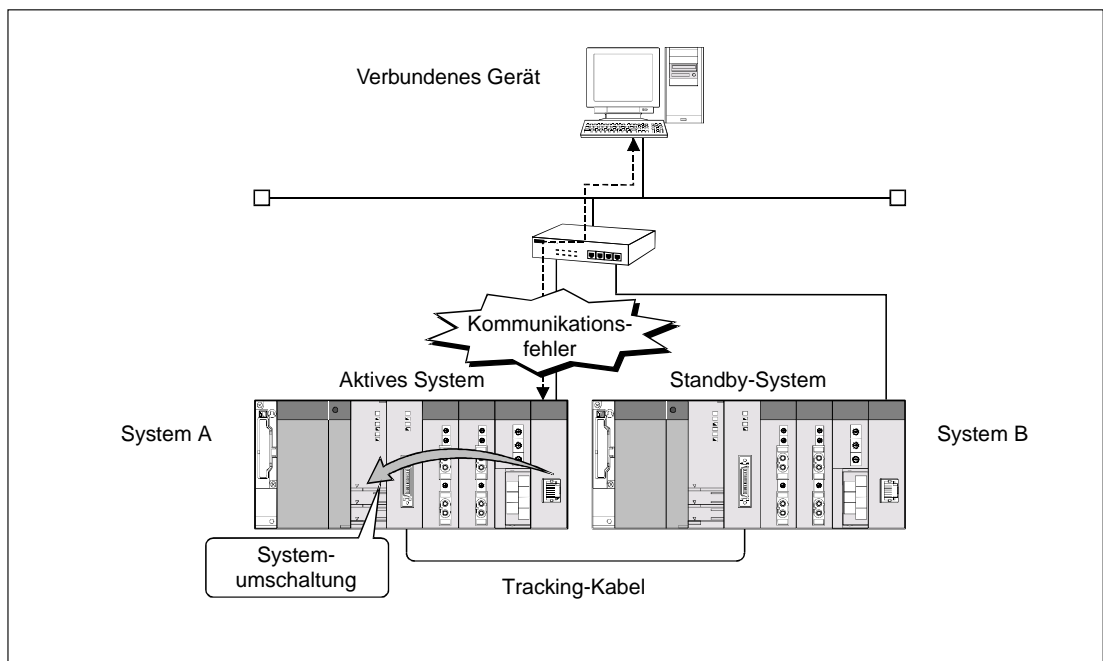 Verbundenes Gerät
Kommunikations-
fehler
Aktives System
Standby-System
System A
System B
System-
umschaltung
Tracking-Kabel